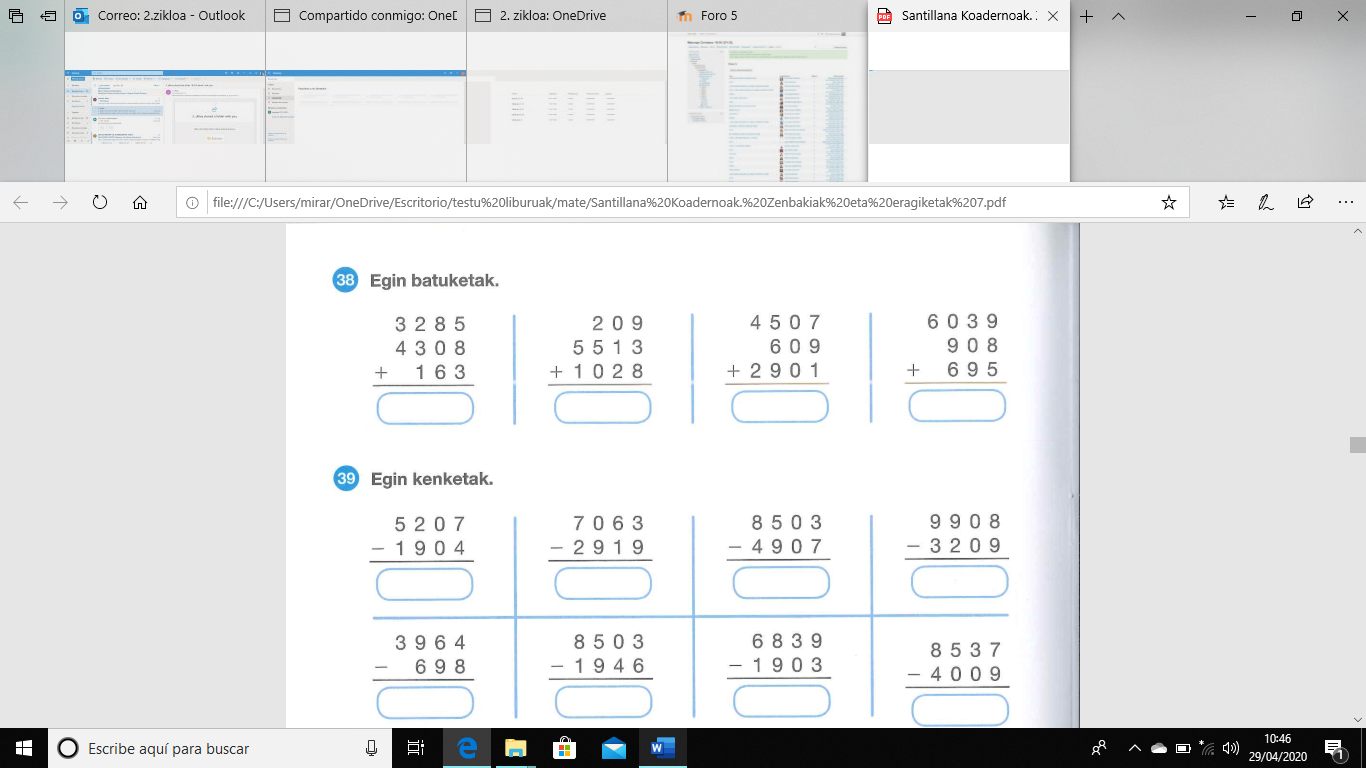 Correo: 2.zikloa - Outlook
Compartido conmigo: OneD
2. zikloa: OneDrive
Foro 5
Santillana Koadernoak. Z
file:///C:/Users/mirar/OneDrive/Escritorio/testu%20liburuak/mate/Santillana%20Koadernoak.%20Zenbakiak%20eta%20eragiketak%207.pdf
38 Egin batuketak.
3285 209 4507 6039
4308 5513 609 908
+ 163 + 1028 + 2901 + 695
39 Egin kenketak.
5207 7063 8503 9908
- 1904 - 2919 - 4907 - 3209
3964 8503 6839 8537
- 698 - 1946 - 1903 - 4009
Escribe aquí para buscar
10:46
29/04/2020
1